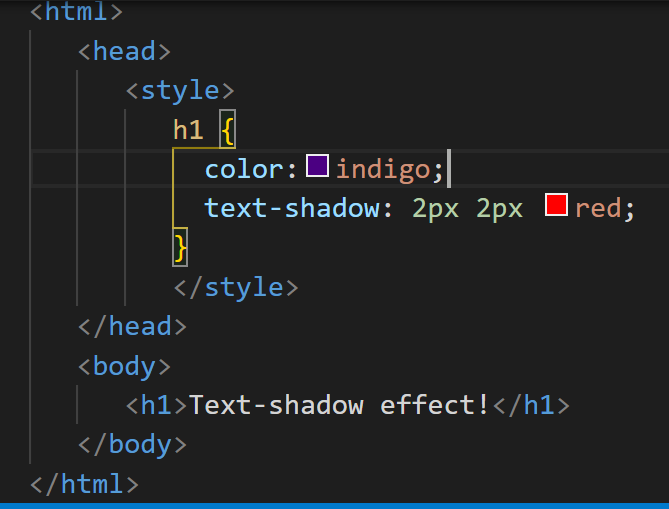 <html>
<head>
<style>
h1 {
color: indigo;
text-shadow: 2px 2px red;
}
</style>
</head>
<body>
<h1>Text-shadow effect!</h1>
</body>
</html>